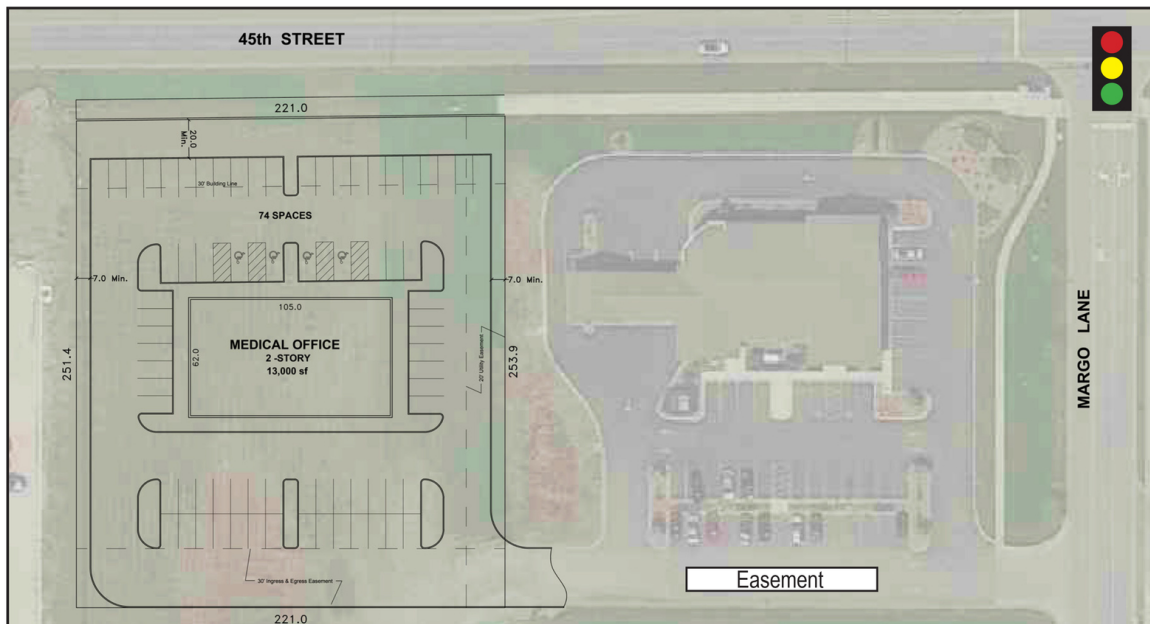 45th STREET
221.0
20.0
Min.
30' Building Line
74 SPACES
7.0 Min.
7.0 Min.
105.0
MEDICAL OFFICE
2 -STORY
13,000 sf
62.0
251.4
20' Utility Easement
253.9
MARGO LANE
30' Ingress & Egress Easement
Easement
221.0